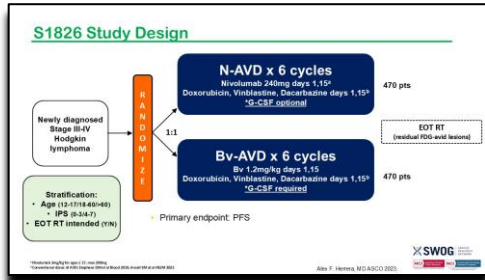 S1826 Study Design
N-AVD x 6 cycles
Nivolumab 240mg days 1,15ª
Doxorubicin, Vinblastine, Dacarbazine days 1,15ᵇ
*G-CSF optional
470 pts
Newly diagnosed
Stage III-IV
Hodgkin
lymphoma
RANDOMIZE
1:1
EOT RT
(residual FDG-avid lesions)
Bv-AVD x 6 cycles
Bv 1.2mg/kg days 1,15
Doxorubicin, Vinblastine, Dacarbazine days 1,15ᵇ
*G-CSF required
470 pts
Stratification:
• Age (12-17/18-60/>60)
• IPS (0-3/4-7)
• EOT RT intended (Y/N)
• Primary endpoint: PFS
Alex F. Herrera, MD ASCO 2023
SWOG